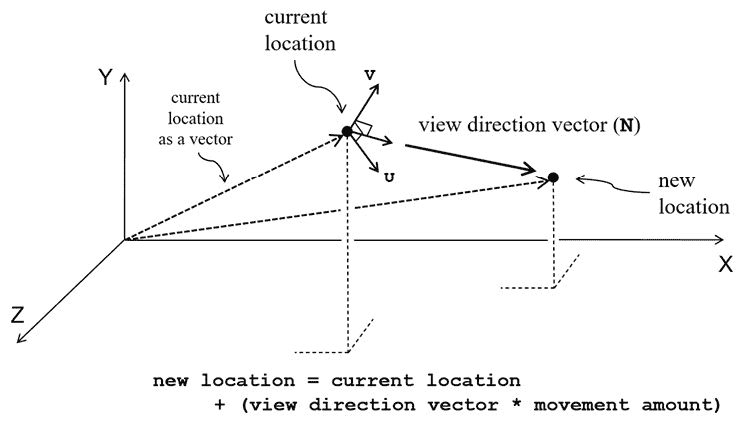 current
location
Y
V
current
location
as a vector
view direction vector (N)
U
new
location
X
Z
new location = current location
+ (view direction vector * movement amount)